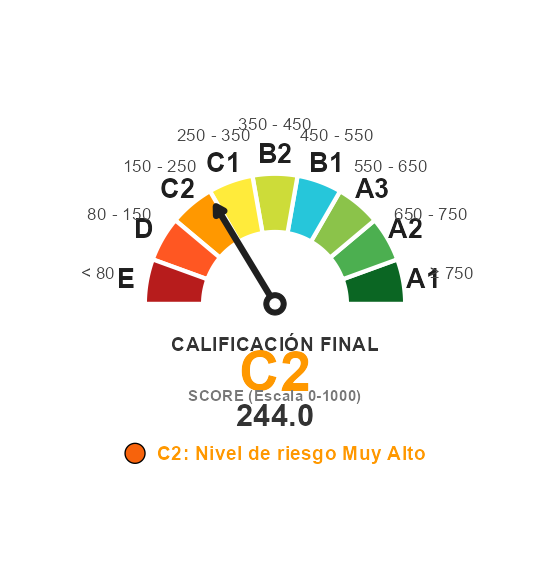 350 - 450
250 - 350
450 - 550
B2
C1
B1
150 - 250
550 - 650
C2
A3
80 - 150
650 - 750
D
A2
< 80
E
A1
≥ 750
CALIFICACIÓN FINAL
C2
SCORE (Escala 0-1000)
244.0
C2: Nivel de riesgo Muy Alto